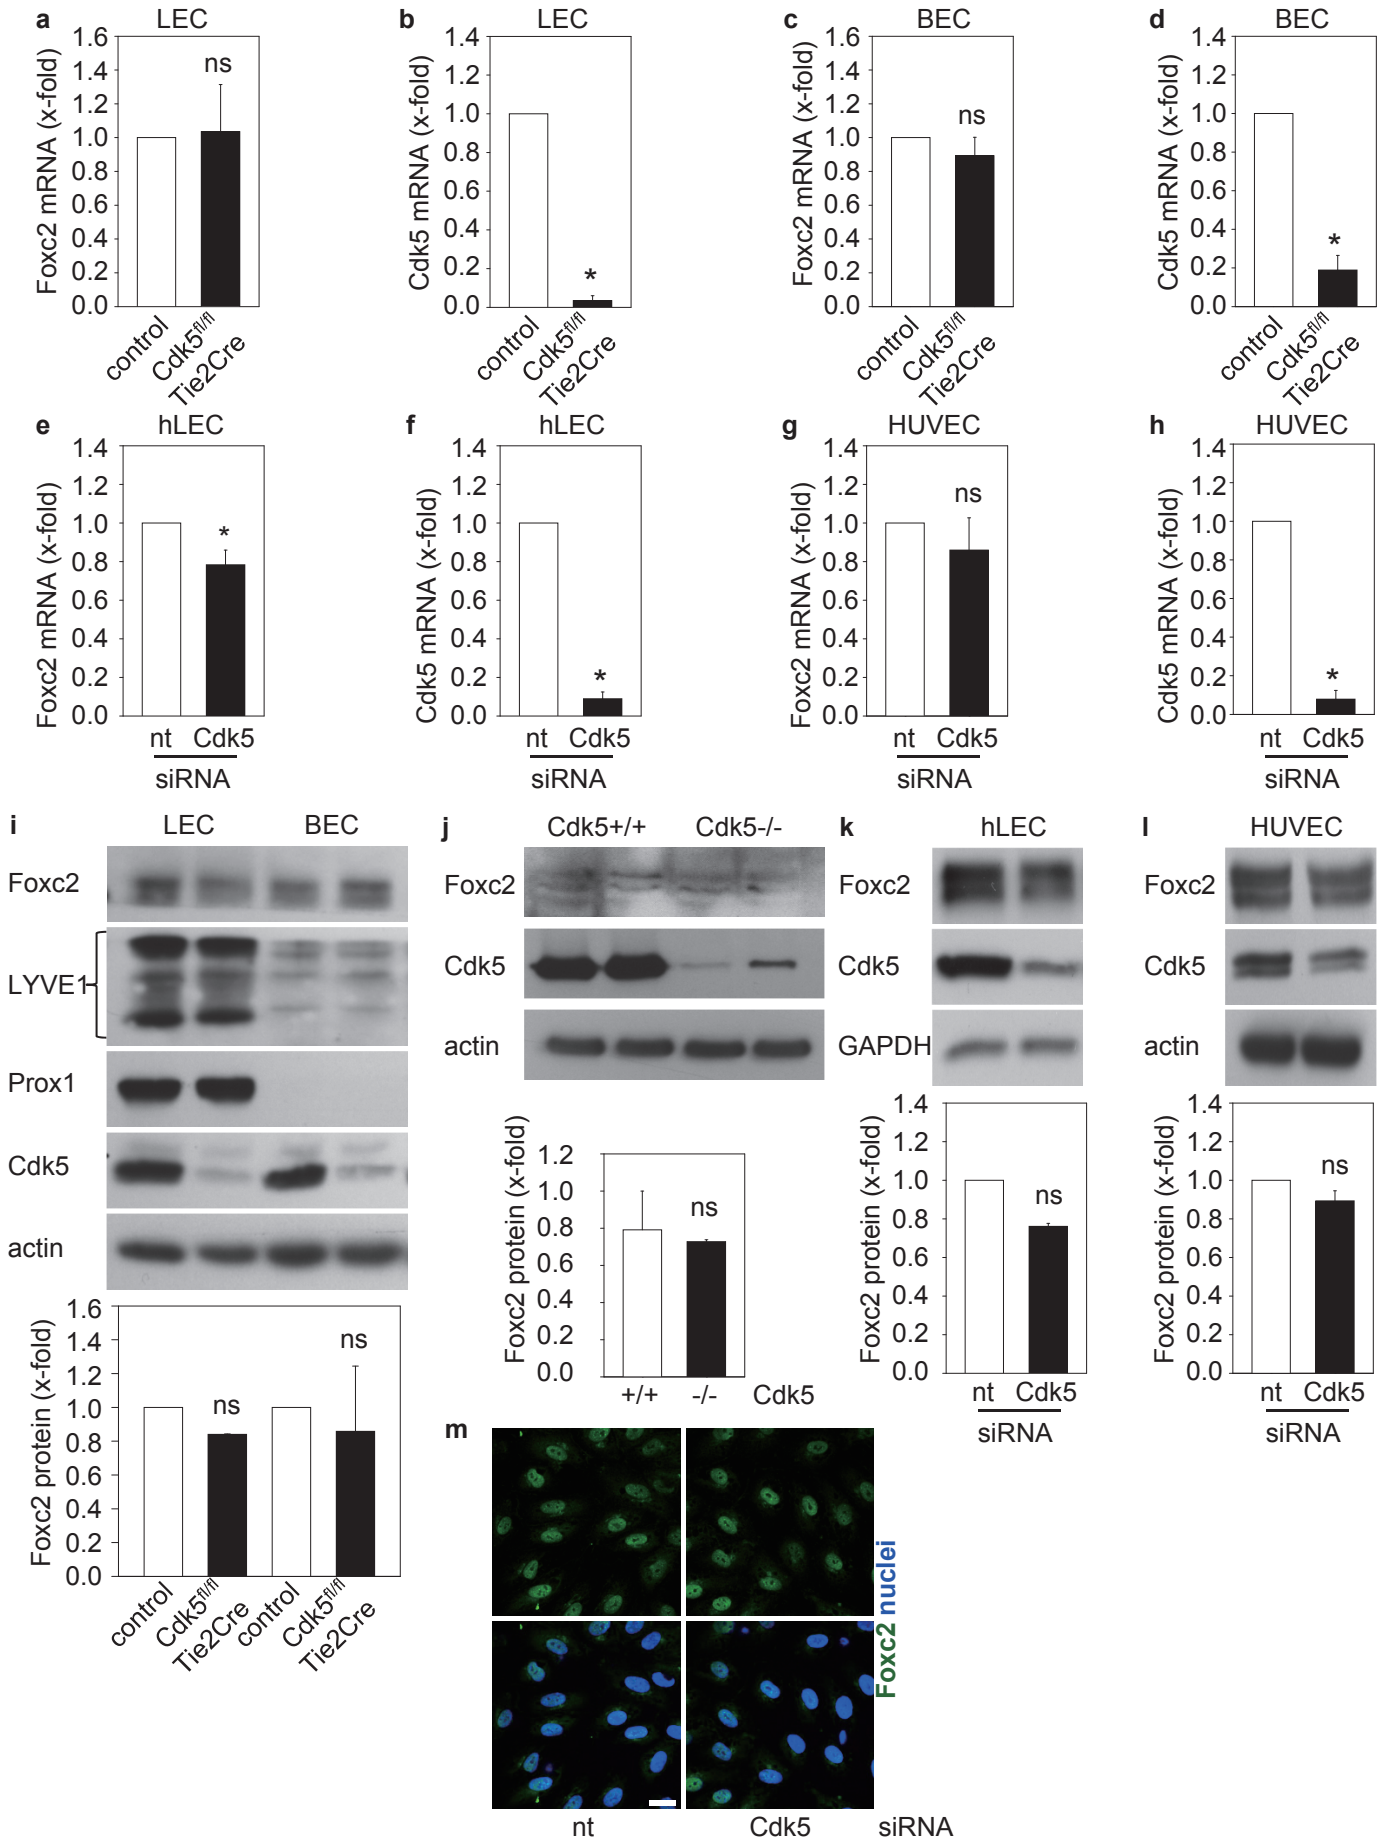 a LEC
Foxc2 mRNA (x-fold)
1.6
1.4
1.2
1.0
0.8
0.6
0.4
0.2
0.0
ns
control
Cdk5fl/fl
Tie2Cre
b LEC
Cdk5 mRNA (x-fold)
1.4
1.2
1.0
0.8
0.6
0.4
0.2
0.0
*
control
Cdk5fl/fl
Tie2Cre
c BEC
Foxc2 mRNA (x-fold)
1.6
1.4
1.2
1.0
0.8
0.6
0.4
0.2
0.0
ns
control
Cdk5fl/fl
Tie2Cre
d BEC
Cdk5 mRNA (x-fold)
1.4
1.2
1.0
0.8
0.6
0.4
0.2
0.0
*
control
Cdk5fl/fl
Tie2Cre
e hLEC
Foxc2 mRNA (x-fold)
1.4
1.2
1.0
0.8
0.6
0.4
0.2
0.0
*
nt Cdk5
siRNA
f hLEC
Cdk5 mRNA (x-fold)
1.4
1.2
1.0
0.8
0.6
0.4
0.2
0.0
*
nt Cdk5
siRNA
g HUVEC
Foxc2 mRNA (x-fold)
1.4
1.2
1.0
0.8
0.6
0.4
0.2
0.0
ns
nt Cdk5
siRNA
h HUVEC
Cdk5 mRNA (x-fold)
1.4
1.2
1.0
0.8
0.6
0.4
0.2
0.0
*
nt Cdk5
siRNA
i LEC BEC
Foxc2
LYVE1
Prox1
Cdk5
actin
Foxc2 protein (x-fold)
1.6
1.4
1.2
1.0
0.8
0.6
0.4
0.2
0.0
ns
ns
control
Cdk5fl/fl
Tie2Cre
control
Cdk5fl/fl
Tie2Cre
j Cdk5+/+ Cdk5-/-
Foxc2
Cdk5
actin
Foxc2 protein (x-fold)
1.2
1.0
0.8
0.6
0.4
0.2
0.0
ns
+/+ -/- Cdk5
k hLEC
Foxc2
Cdk5
GAPDH
Foxc2 protein (x-fold)
1.4
1.2
1.0
0.8
0.6
0.4
0.2
0.0
ns
nt Cdk5
siRNA
l HUVEC
Foxc2
Cdk5
actin
Foxc2 protein (x-fold)
1.4
1.2
1.0
0.8
0.6
0.4
0.2
0.0
ns
nt Cdk5
siRNA
m
Foxc2 nuclei
nt Cdk5 siRNA